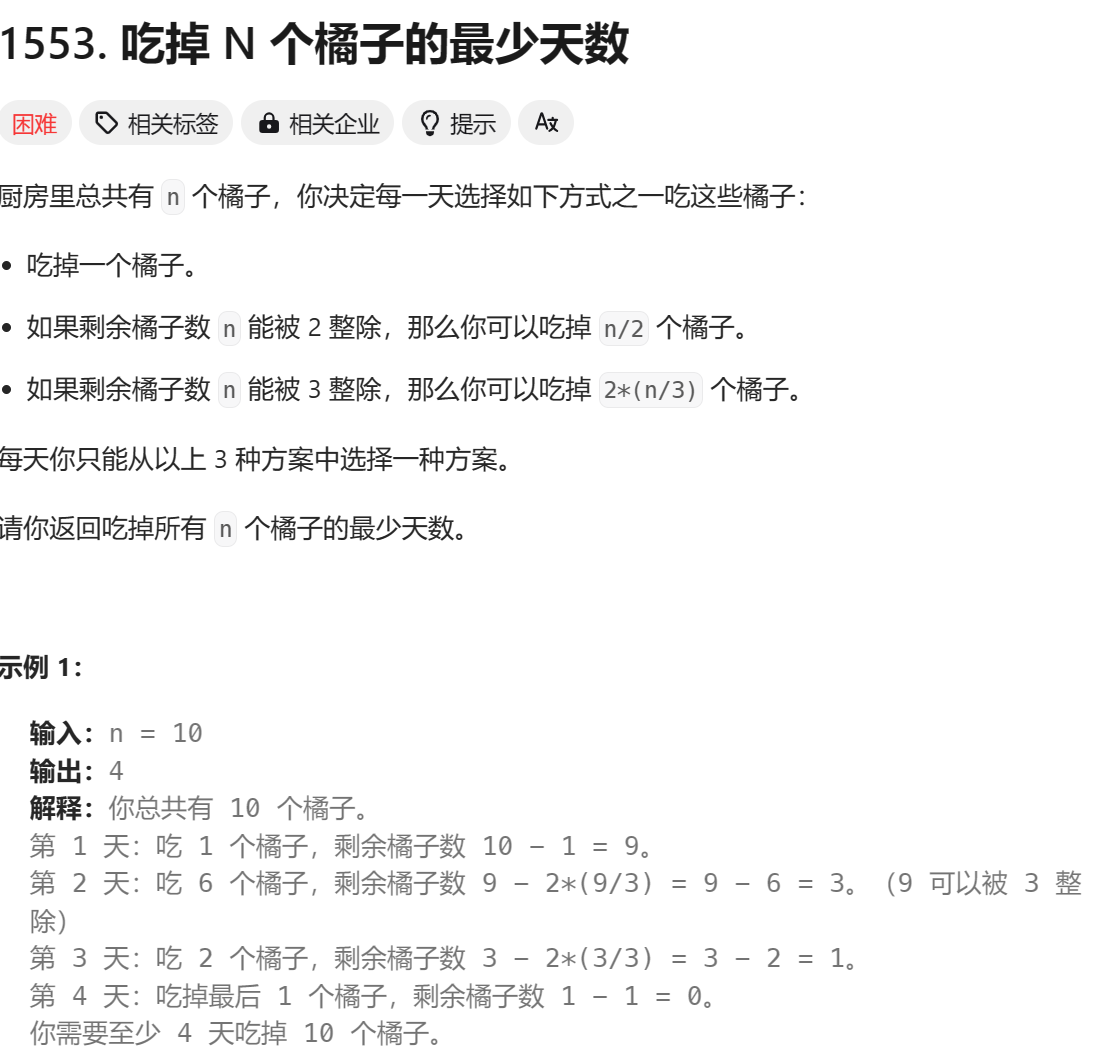 1553. 吃掉 N 个橘子的最少天数
困难 相关标签 相关企业 提示 A文
厨房里总共有 n 个橘子，你决定每一天选择如下方式之一吃这些橘子：
• 吃掉一个橘子。
• 如果剩余橘子数 n 能被 2 整除，那么你可以吃掉 n/2 个橘子。
• 如果剩余橘子数 n 能被 3 整除，那么你可以吃掉 2*(n/3) 个橘子。
每天你只能从以上 3 种方案中选择一种方案。
请你返回吃掉所有 n 个橘子的最少天数。
示例 1：
输入：n = 10
输出：4
解释：你总共有 10 个橘子。
第 1 天：吃 1 个橘子，剩余橘子数 10 - 1 = 9。
第 2 天：吃 6 个橘子，剩余橘子数 9 - 2*(9/3) = 9 - 6 = 3。（9 可以被 3 整
除）
第 3 天：吃 2 个橘子，剩余橘子数 3 - 2*(3/3) = 3 - 2 = 1。
第 4 天：吃掉最后 1 个橘子，剩余橘子数 1 - 1 = 0。
你需要至少 4 天吃掉 10 个橘子。